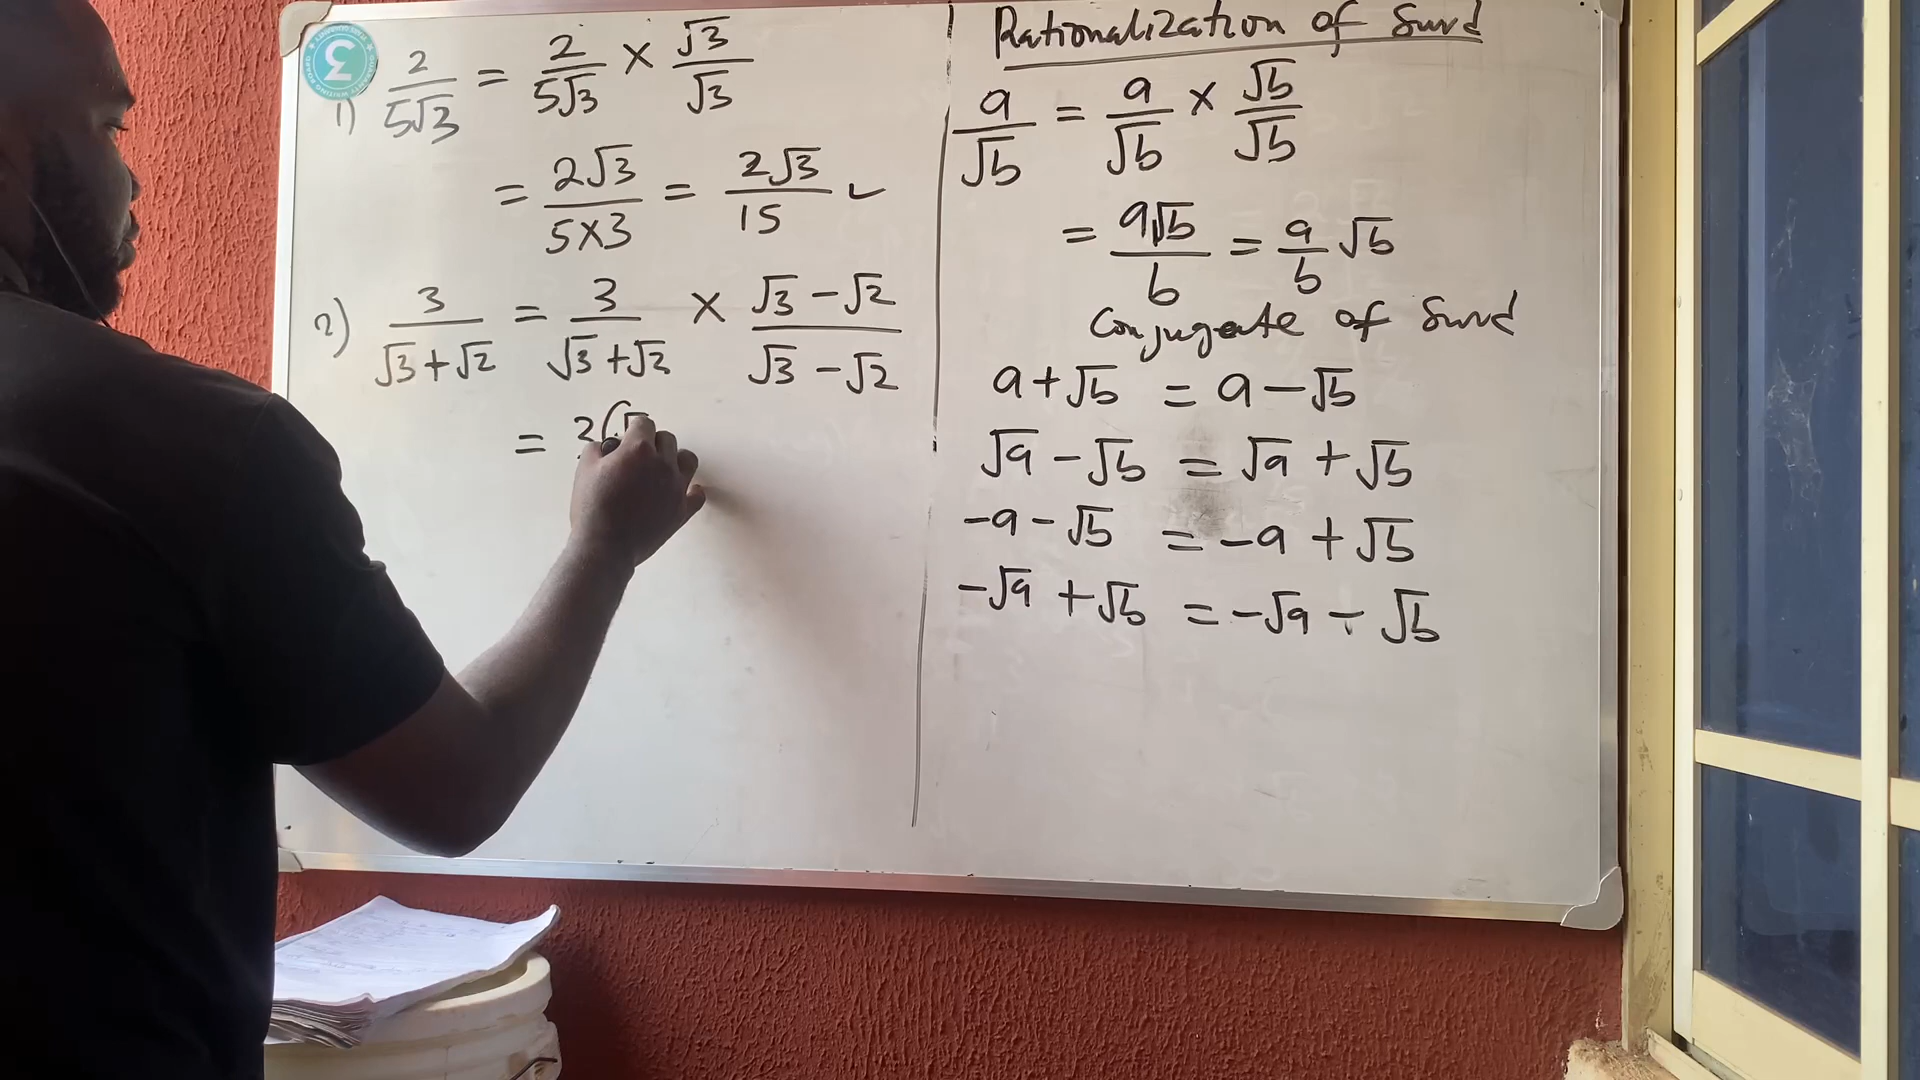 1) 2/5√3 = 2/5√3 × √3/√3
= 2√3/5×3 = 2√3/15 ✓
2) 3/√3+√2 = 3/√3+√2 × √3-√2/√3-√2
= 3(√
Rationalization of Surd
a/√b = a/√b × √b/√b
= a√b/b = a/b √b
Conjugate of Surd
a+√b = a-√b
√a-√b = √a+√b
-a-√b = -a+√b
-√a+√b = -√a-√b
3